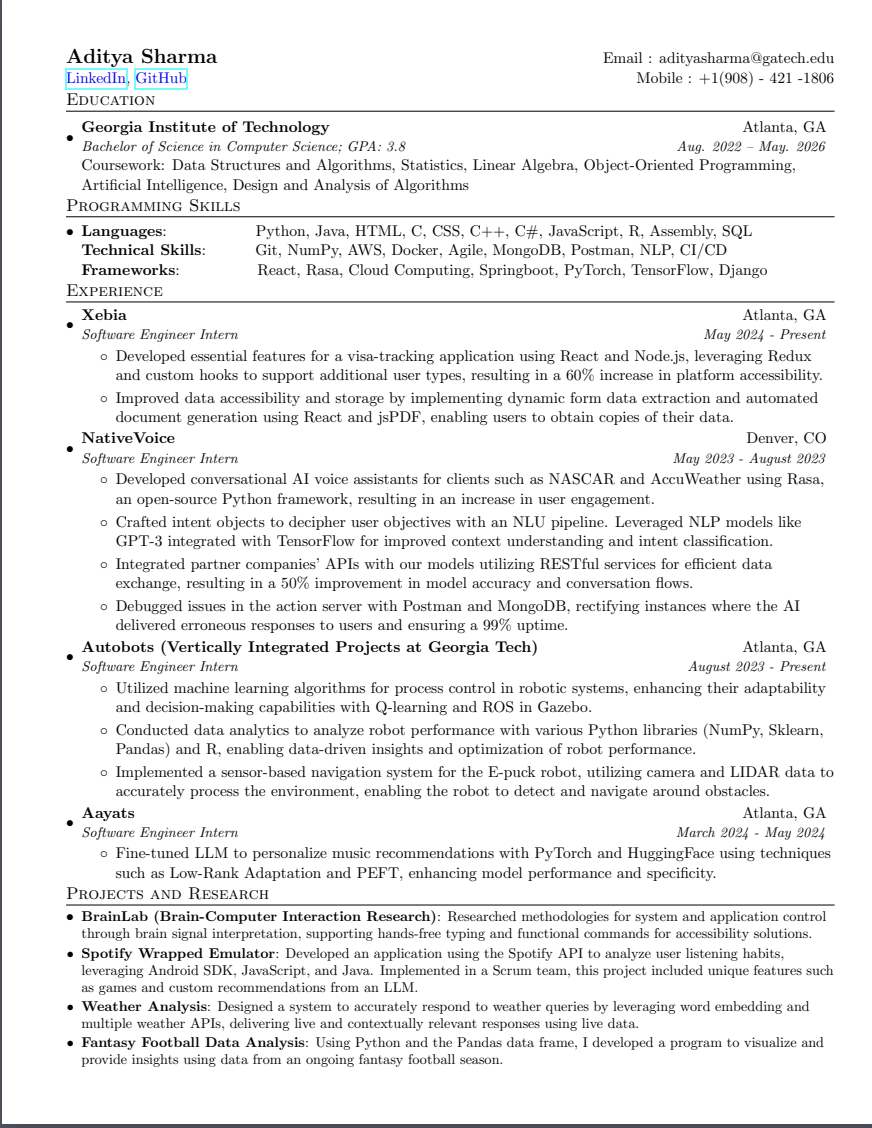 Aditya Sharma
Email : adityasharma@gatech.edu
LinkedIn, GitHub
Mobile : +1(908) - 421 -1806
Education
• Georgia Institute of Technology
Atlanta, GA
Bachelor of Science in Computer Science; GPA: 3.8
Aug. 2022 – May. 2026
Coursework: Data Structures and Algorithms, Statistics, Linear Algebra, Object-Oriented Programming,
Artificial Intelligence, Design and Analysis of Algorithms
Programming Skills
• Languages: Python, Java, HTML, C, CSS, C++, C#, JavaScript, R, Assembly, SQL
Technical Skills: Git, NumPy, AWS, Docker, Agile, MongoDB, Postman, NLP, CI/CD
Frameworks: React, Rasa, Cloud Computing, Springboot, PyTorch, TensorFlow, Django
Experience
• Xebia
Atlanta, GA
Software Engineer Intern
May 2024 - Present
◦ Developed essential features for a visa-tracking application using React and Node.js, leveraging Redux
and custom hooks to support additional user types, resulting in a 60% increase in platform accessibility.
◦ Improved data accessibility and storage by implementing dynamic form data extraction and automated
document generation using React and jsPDF, enabling users to obtain copies of their data.
• NativeVoice
Denver, CO
Software Engineer Intern
May 2023 - August 2023
◦ Developed conversational AI voice assistants for clients such as NASCAR and AccuWeather using Rasa,
an open-source Python framework, resulting in an increase in user engagement.
◦ Crafted intent objects to decipher user objectives with an NLU pipeline. Leveraged NLP models like
GPT-3 integrated with TensorFlow for improved context understanding and intent classification.
◦ Integrated partner companies' APIs with our models utilizing RESTful services for efficient data
exchange, resulting in a 50% improvement in model accuracy and conversation flows.
◦ Debugged issues in the action server with Postman and MongoDB, rectifying instances where the AI
delivered erroneous responses to users and ensuring a 99% uptime.
• Autobots (Vertically Integrated Projects at Georgia Tech)
Atlanta, GA
Software Engineer Intern
August 2023 - Present
◦ Utilized machine learning algorithms for process control in robotic systems, enhancing their adaptability
and decision-making capabilities with Q-learning and ROS in Gazebo.
◦ Conducted data analytics to analyze robot performance with various Python libraries (NumPy, Sklearn,
Pandas) and R, enabling data-driven insights and optimization of robot performance.
◦ Implemented a sensor-based navigation system for the E-puck robot, utilizing camera and LIDAR data to
accurately process the environment, enabling the robot to detect and navigate around obstacles.
• Aayats
Atlanta, GA
Software Engineer Intern
March 2024 - May 2024
◦ Fine-tuned LLM to personalize music recommendations with PyTorch and HuggingFace using techniques
such as Low-Rank Adaptation and PEFT, enhancing model performance and specificity.
Projects and Research
• BrainLab (Brain-Computer Interaction Research): Researched methodologies for system and application control
through brain signal interpretation, supporting hands-free typing and functional commands for accessibility solutions.
• Spotify Wrapped Emulator: Developed an application using the Spotify API to analyze user listening habits,
leveraging Android SDK, JavaScript, and Java. Implemented in a Scrum team, this project included unique features such
as games and custom recommendations from an LLM.
• Weather Analysis: Designed a system to accurately respond to weather queries by leveraging word embedding and
multiple weather APIs, delivering live and contextually relevant responses using live data.
• Fantasy Football Data Analysis: Using Python and the Pandas data frame, I developed a program to visualize and
provide insights using data from an ongoing fantasy football season.